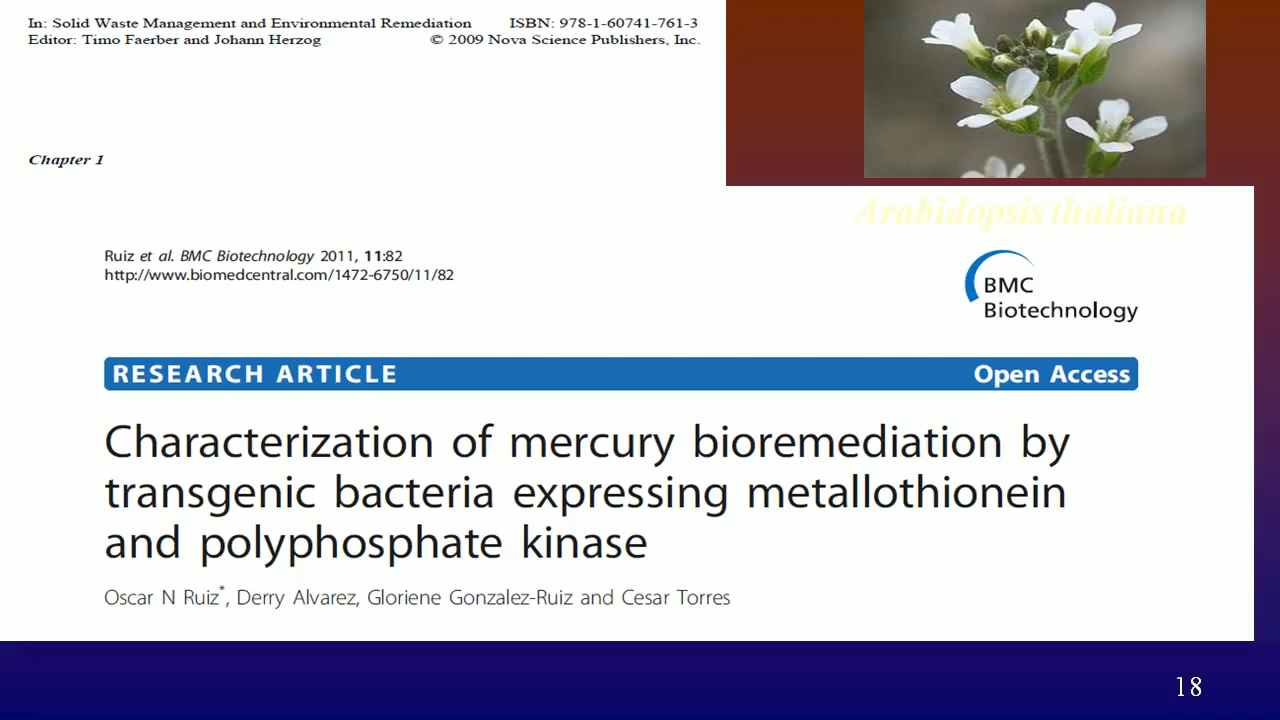 In: Solid Waste Management and Environmental Remediation ISBN: 978-1-60741-761-3
Editor: Timo Faerber and Johann Herzog © 2009 Nova Science Publishers, Inc.
Chapter 1
Arabidopsis thaliana
Ruiz et al. BMC Biotechnology 2011, 11:82
http://www.biomedcentral.com/1472-6750/11/82
BMC
Biotechnology
RESEARCH ARTICLE Open Access
Characterization of mercury bioremediation by
transgenic bacteria expressing metallothionein
and polyphosphate kinase
Oscar N Ruiz*, Derry Alvarez, Gloriene Gonzalez-Ruiz and Cesar Torres
18